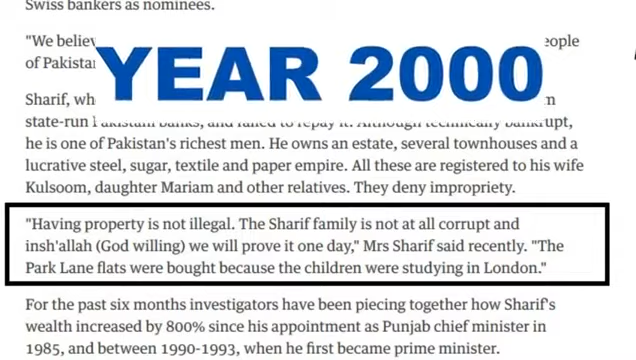 Swiss bankers as nominees.
"We believ eople
of Pakista
YEAR 2000
Sharif, wh n
state-run Pakistani banks, and failed to repay it. Although technically bankrupt,
he is one of Pakistan's richest men. He owns an estate, several townhouses and a
lucrative steel, sugar, textile and paper empire. All these are registered to his wife
Kulsoom, daughter Mariam and other relatives. They deny impropriety.
"Having property is not illegal. The Sharif family is not at all corrupt and
insh'allah (God willing) we will prove it one day," Mrs Sharif said recently. "The
Park Lane flats were bought because the children were studying in London."
For the past six months investigators have been piecing together how Sharif's
wealth increased by 800% since his appointment as Punjab chief minister in
1985, and between 1990-1993, when he first became prime minister.